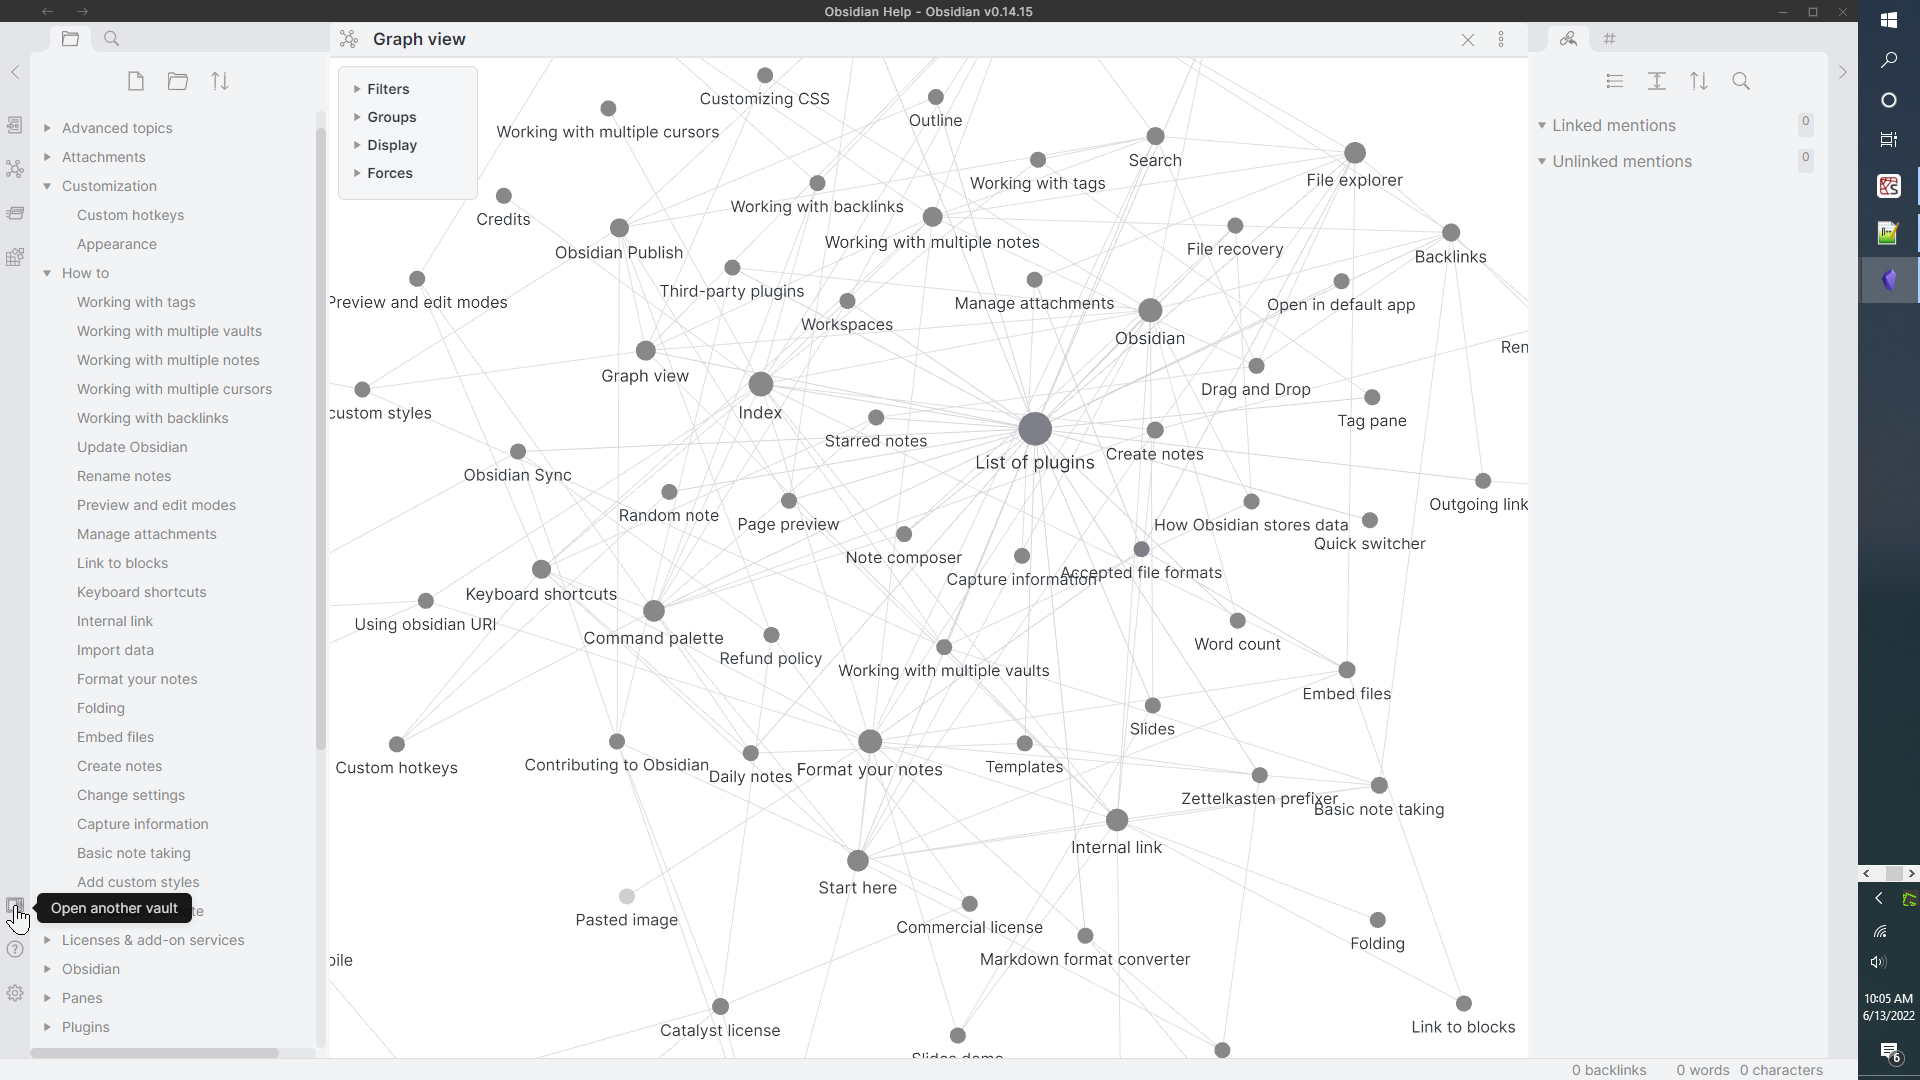 Obsidian Help - Obsidian v0.14.15
Graph view
Filters
Groups
Display
Forces
Advanced topics
Attachments
Customization
Custom hotkeys
Appearance
How to
Working with tags
Working with multiple vaults
Working with multiple notes
Working with multiple cursors
Working with backlinks
Update Obsidian
Rename notes
Preview and edit modes
Manage attachments
Link to blocks
Keyboard shortcuts
Internal link
Import data
Format your notes
Folding
Embed files
Create notes
Change settings
Capture information
Basic note taking
Add custom styles
Open another vault
Licenses & add-on services
Obsidian
Panes
Plugins
Customizing CSS
Outline
Working with multiple cursors
Search
Working with tags
File explorer
Working with backlinks
Credits
Working with multiple notes
File recovery
Obsidian Publish
Backlinks
Third-party plugins
Preview and edit modes
Manage attachments
Open in default app
Workspaces
Obsidian
Ren
Graph view
Drag and Drop
custom styles
Index
Tag pane
Starred notes
Create notes
List of plugins
Obsidian Sync
Outgoing link
Random note
Page preview
How Obsidian stores data
Quick switcher
Note composer
Accepted file formats
Capture information
Keyboard shortcuts
Using obsidian URI
Command palette
Word count
Refund policy
Working with multiple vaults
Embed files
Slides
Custom hotkeys
Contributing to Obsidian
Daily notes
Format your notes
Templates
Zettelkasten prefixer
Basic note taking
Internal link
Start here
Pasted image
Commercial license
Folding
Markdown format converter
oile
Catalyst license
Link to blocks
Slides demo
Linked mentions
0
Unlinked mentions
0
0 backlinks
0 words
0 characters
10:05 AM
6/13/2022
6